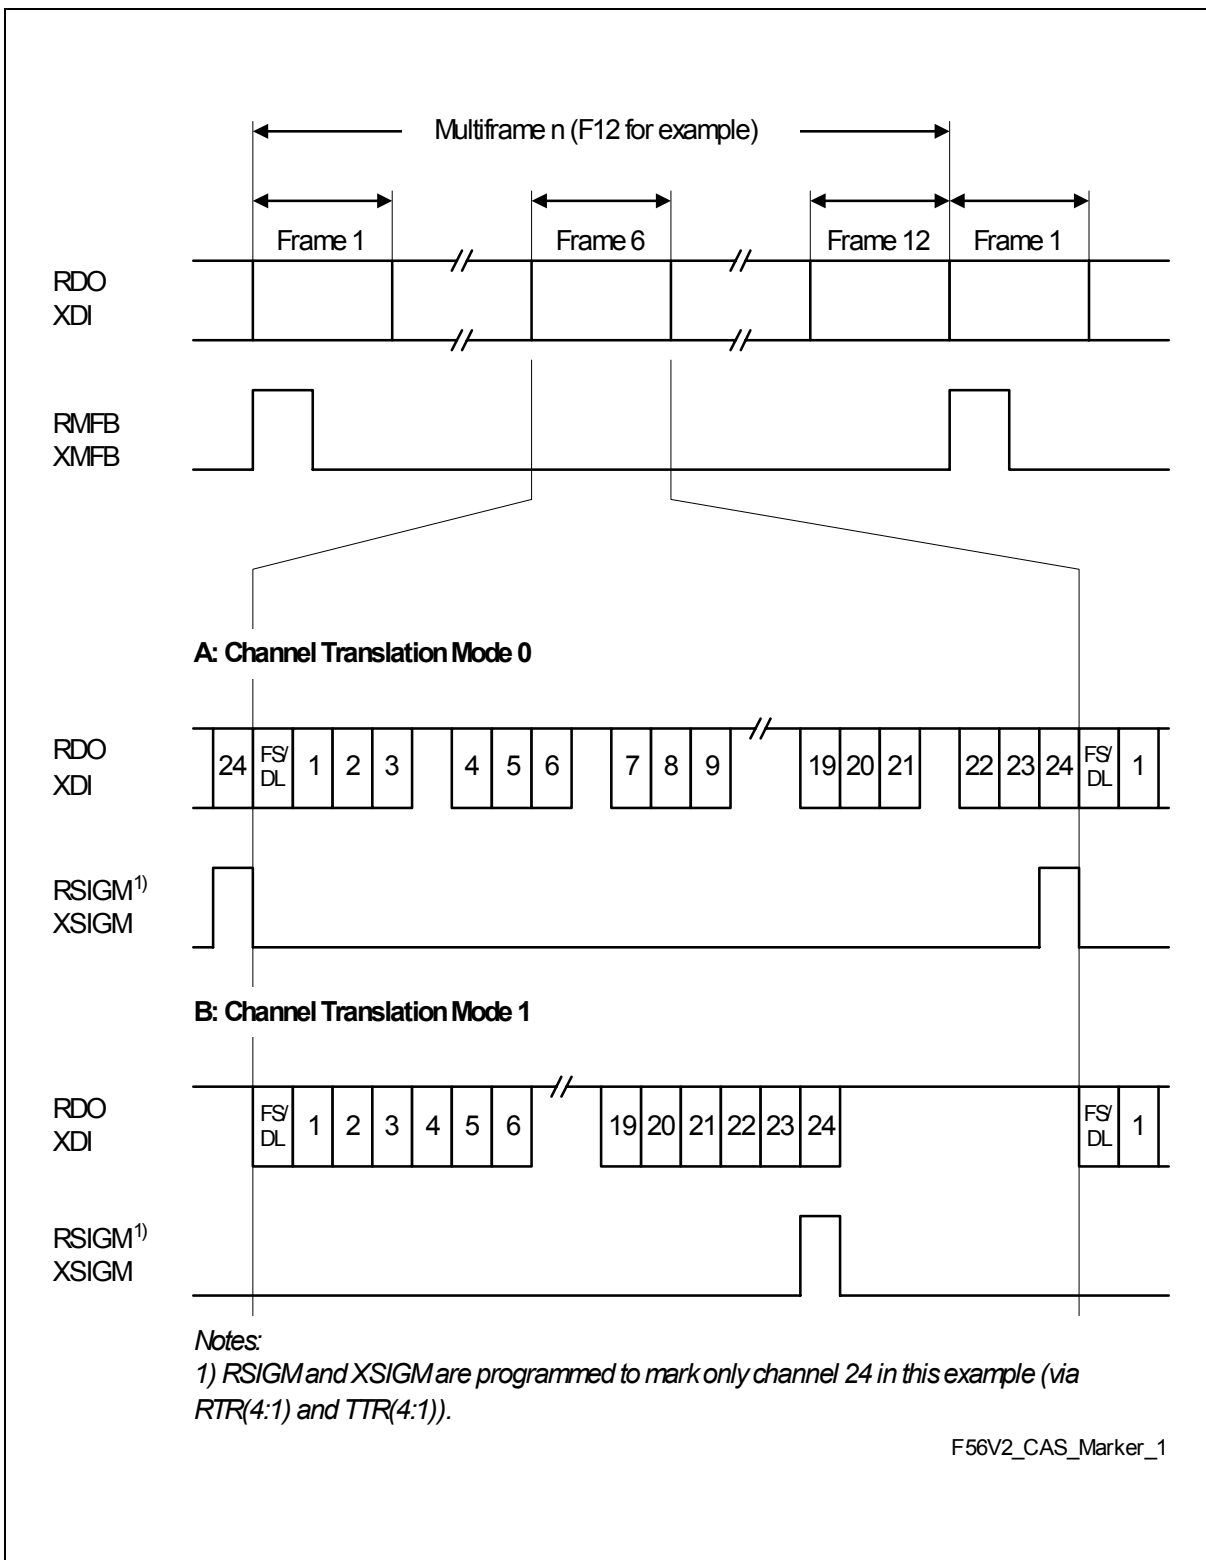 Multiframe n (F12 for example)
Frame 1 Frame 6 Frame 12 Frame 1
RDO
XDI
RMFB
XMFB
A: Channel Translation Mode 0
RDO
XDI
24 FS/DL 1 2 3 4 5 6 7 8 9 19 20 21 22 23 24 FS/DL 1
RSIGM1)
XSIGM
B: Channel Translation Mode 1
RDO
XDI
FS/DL 1 2 3 4 5 6 19 20 21 22 23 24 FS/DL 1
RSIGM1)
XSIGM
Notes:
1) RSIGM and XSIGM are programmed to mark only channel 24 in this example (via
RTR(4:1) and TTR(4:1)).
F56V2_CAS_Marker_1